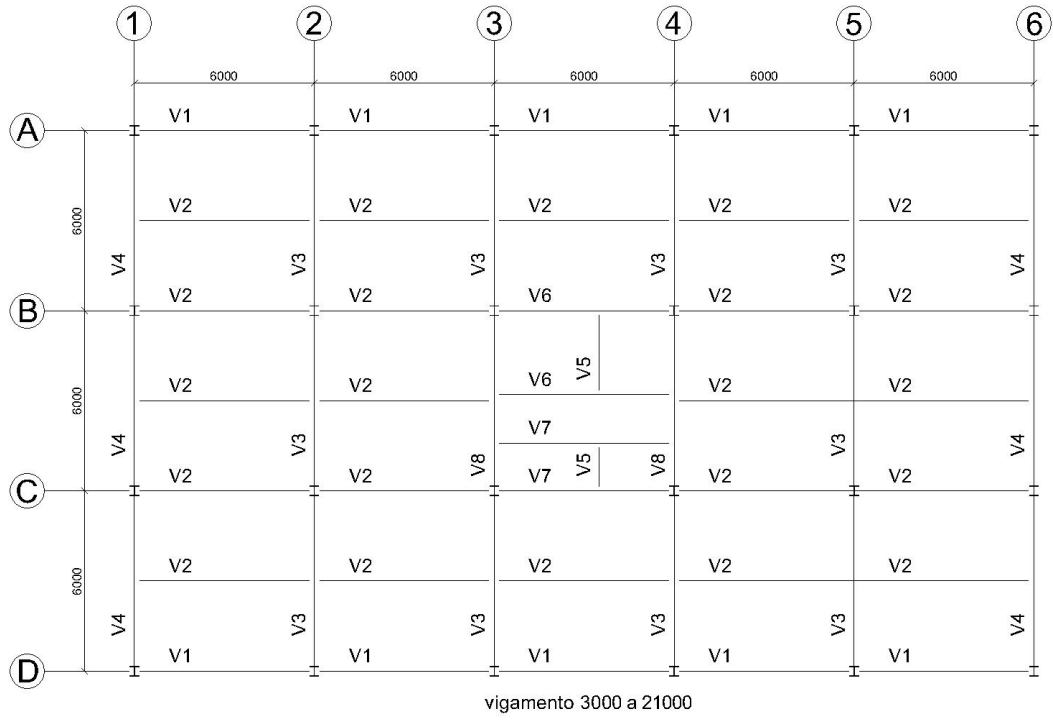 1 2 3 4 5 6
6000 6000 6000 6000 6000
A V1 V1 V1 V1 V1
V2 V2 V2 V2 V2
6000
V4 V3 V3 V3 V3 V4
B V2 V2 V6 V2 V2
V5
V2 V2 V6 V2 V2
6000
V7
V4 V3 V8 V5 V8 V3 V4
C V2 V2 V7 V2 V2
V2 V2 V2 V2 V2
6000
V4 V3 V3 V3 V3 V4
D V1 V1 V1 V1 V1
vigamento 3000 a 21000